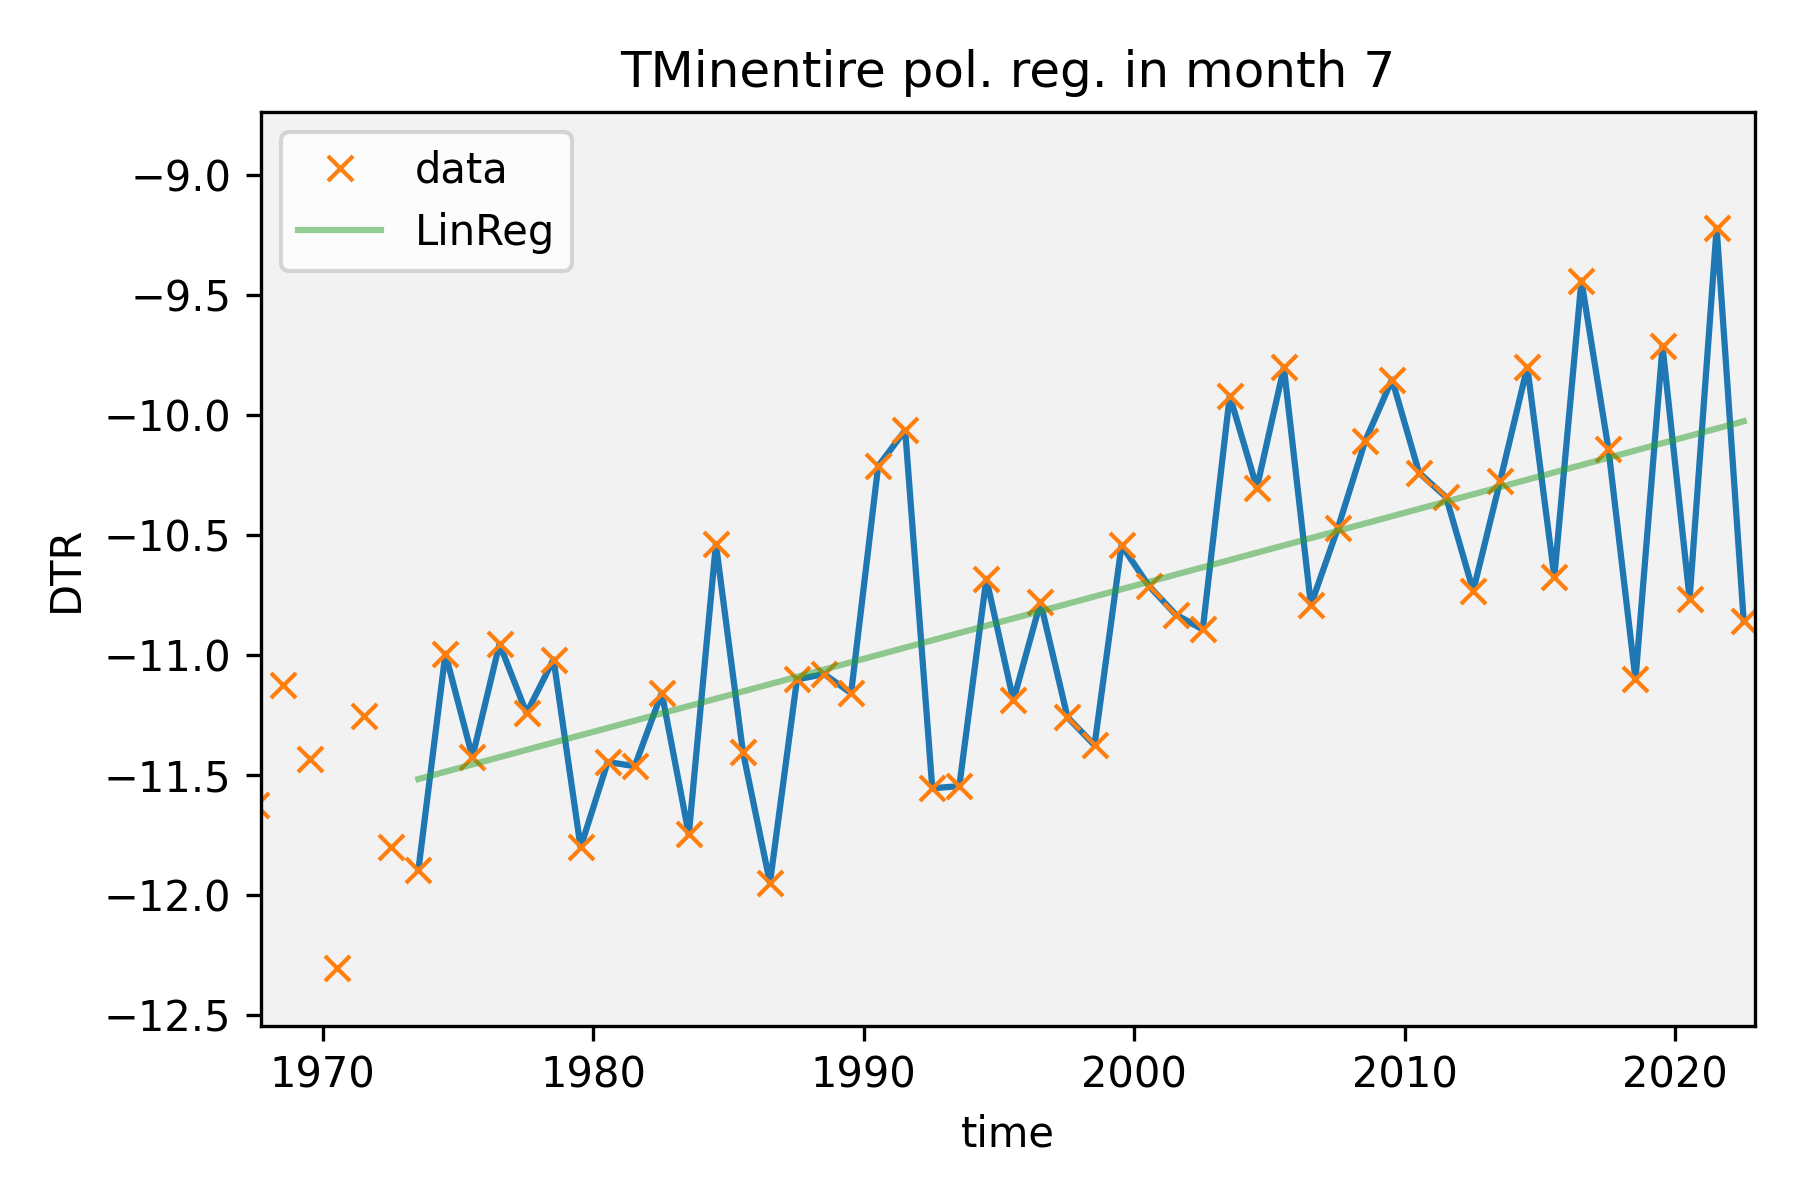 TMinentire pol. reg. in month 7
data
LinReg
−9.0
−9.5
−10.0
−10.5
−11.0
−11.5
−12.0
−12.5
DTR
1970 1980 1990 2000 2010 2020
time